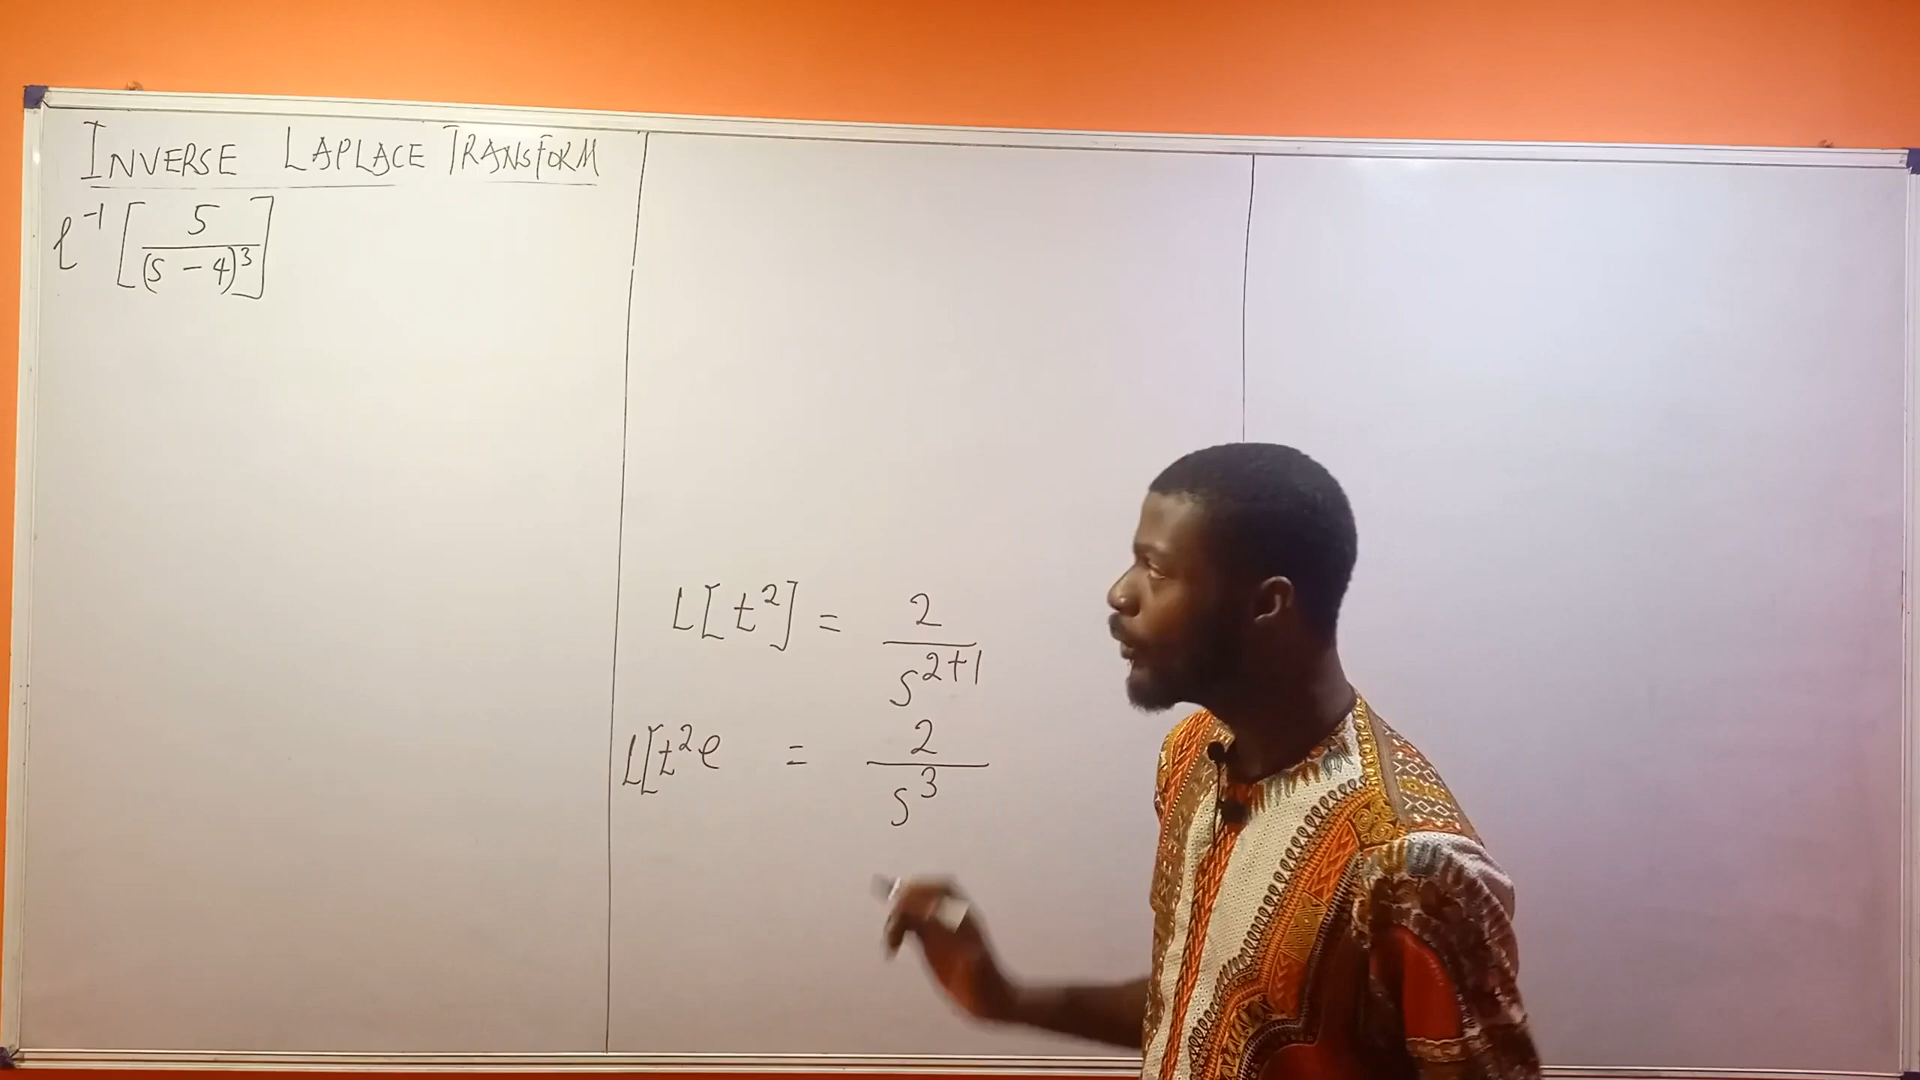 INVERSE LAPLACE TRANSFORM
ℓ⁻¹ [5/(s - 4)³]
L[t²] = 2/s²⁺¹
L[t²e = 2/s³